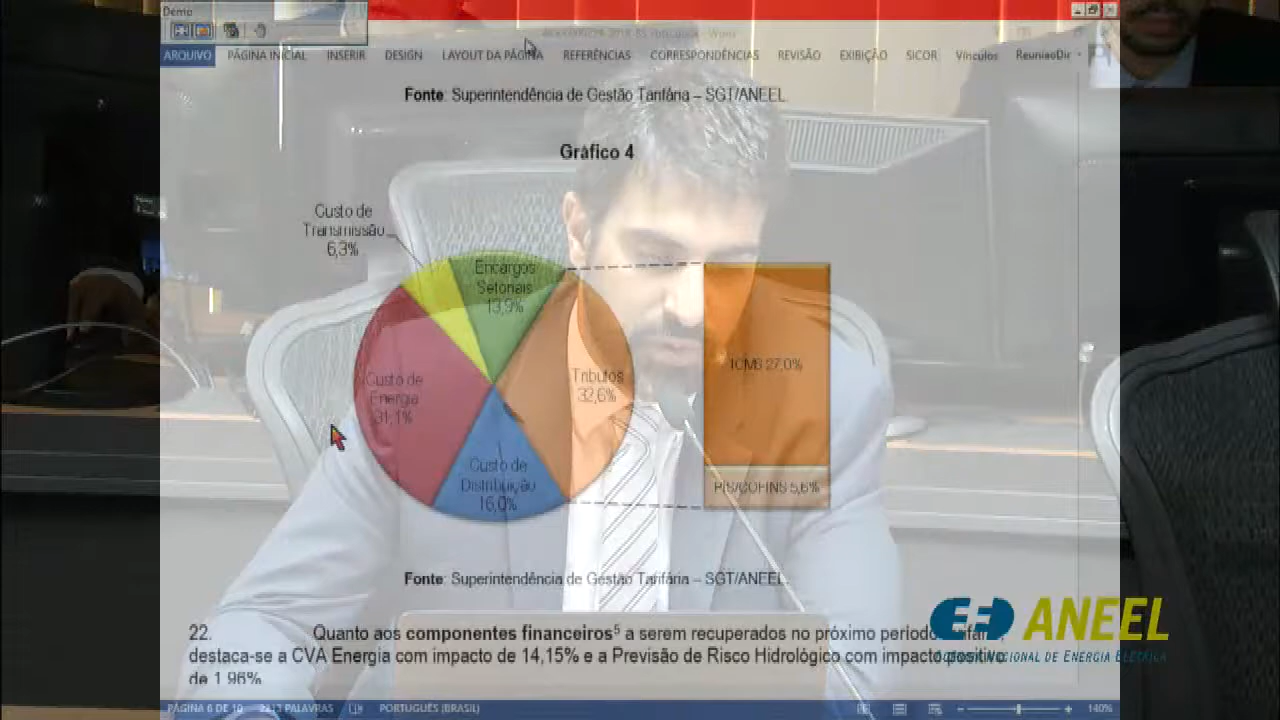 Demo
ARQUIVO PÁGINA INICIAL INSERIR DESIGN LAYOUT DA PÁGINA REFERÊNCIAS CORRESPONDÊNCIAS REVISÃO EXIBIÇÃO SICOR Vínculos ReuniaoDir
Fonte: Superintendência de Gestão Tarifária – SGT/ANEEL.
Gráfico 4
Custo de
Transmissão
6,3%
Encargos
Setoriais
13,9%
Tributos
32,6%
ICMS 27,0%
Custo de
Energia
31,1%
Custo de
Distribuição
16,0%
PIS/COFINS 5,6%
Fonte: Superintendência de Gestão Tarifária – SGT/ANEEL.
22. Quanto aos componentes financeiros⁵ a serem recuperados no próximo período
destaca-se a CVA Energia com impacto de 14,15% e a Previsão de Risco Hidrológico com impacto positivo
de 1,96%
ANEEL
NACIONAL DE ENERGIA ELÉTRICA
PÁGINA 6 DE 10 2213 PALAVRAS PORTUGUÊS (BRASIL) 140%